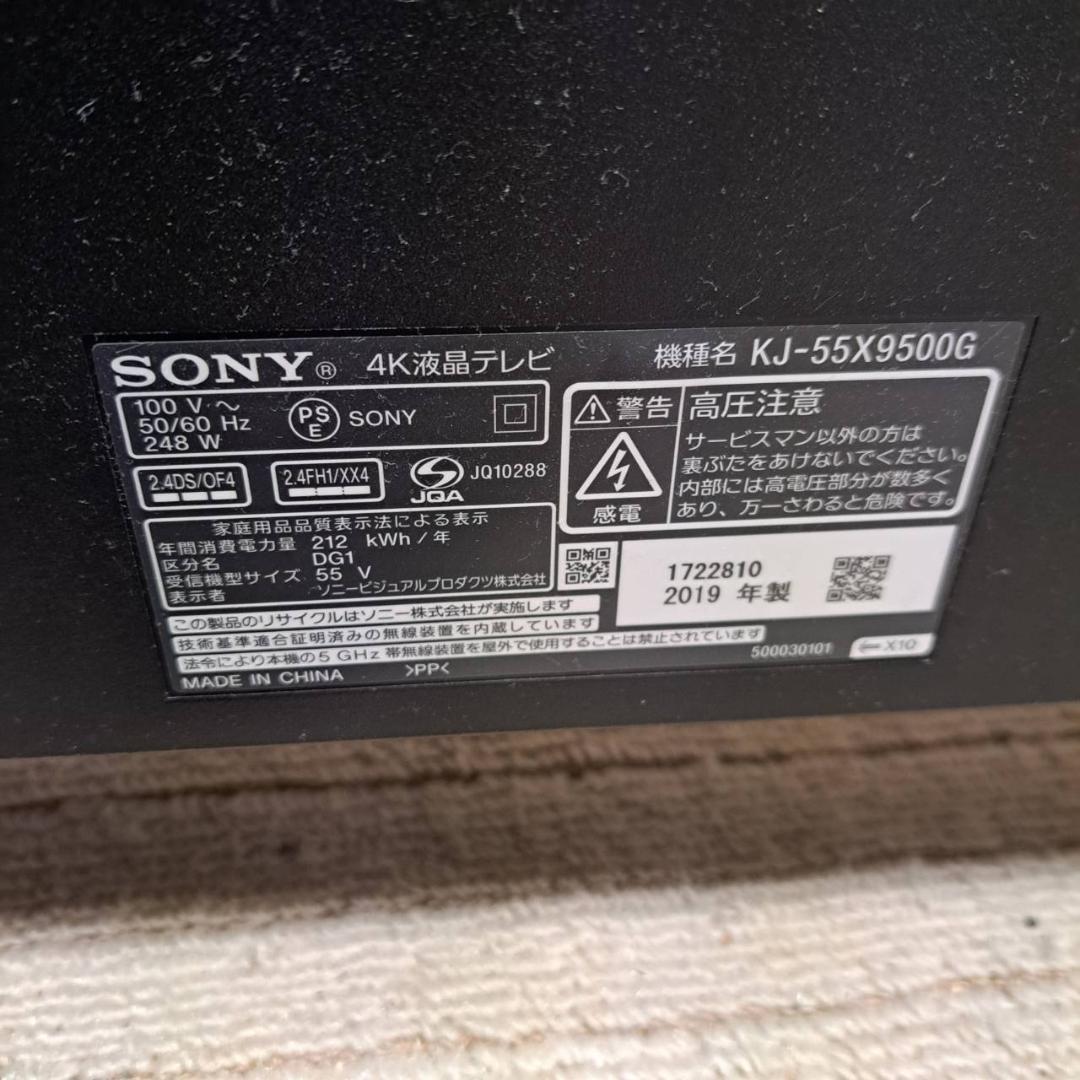 SONY® 4K液晶テレビ 機種名 KJ-55X9500G
100 V ～
50/60 Hz
248 W
PSE SONY
2.4DS/OF4
2.4FH1/XX4
JQA JQ10288
家庭用品品質表示法による表示
年間消費電力量 212 kWh/年
区分名 DG1
受信機型サイズ 55 V
表示者 ソニービジュアルプロダクツ株式会社
この製品のリサイクルはソニー株式会社が実施します
技術基準適合証明済みの無線装置を内蔵しています
法令により本機の5 GHz 帯無線装置を屋外で使用することは禁止されています
MADE IN CHINA >PP<
警告 高圧注意
感電
サービスマン以外の方は
裏ぶたをあけないでください。
内部には高電圧部分が数多く
あり、万一さわると危険です。
1722810
2019 年製
500030101
X10